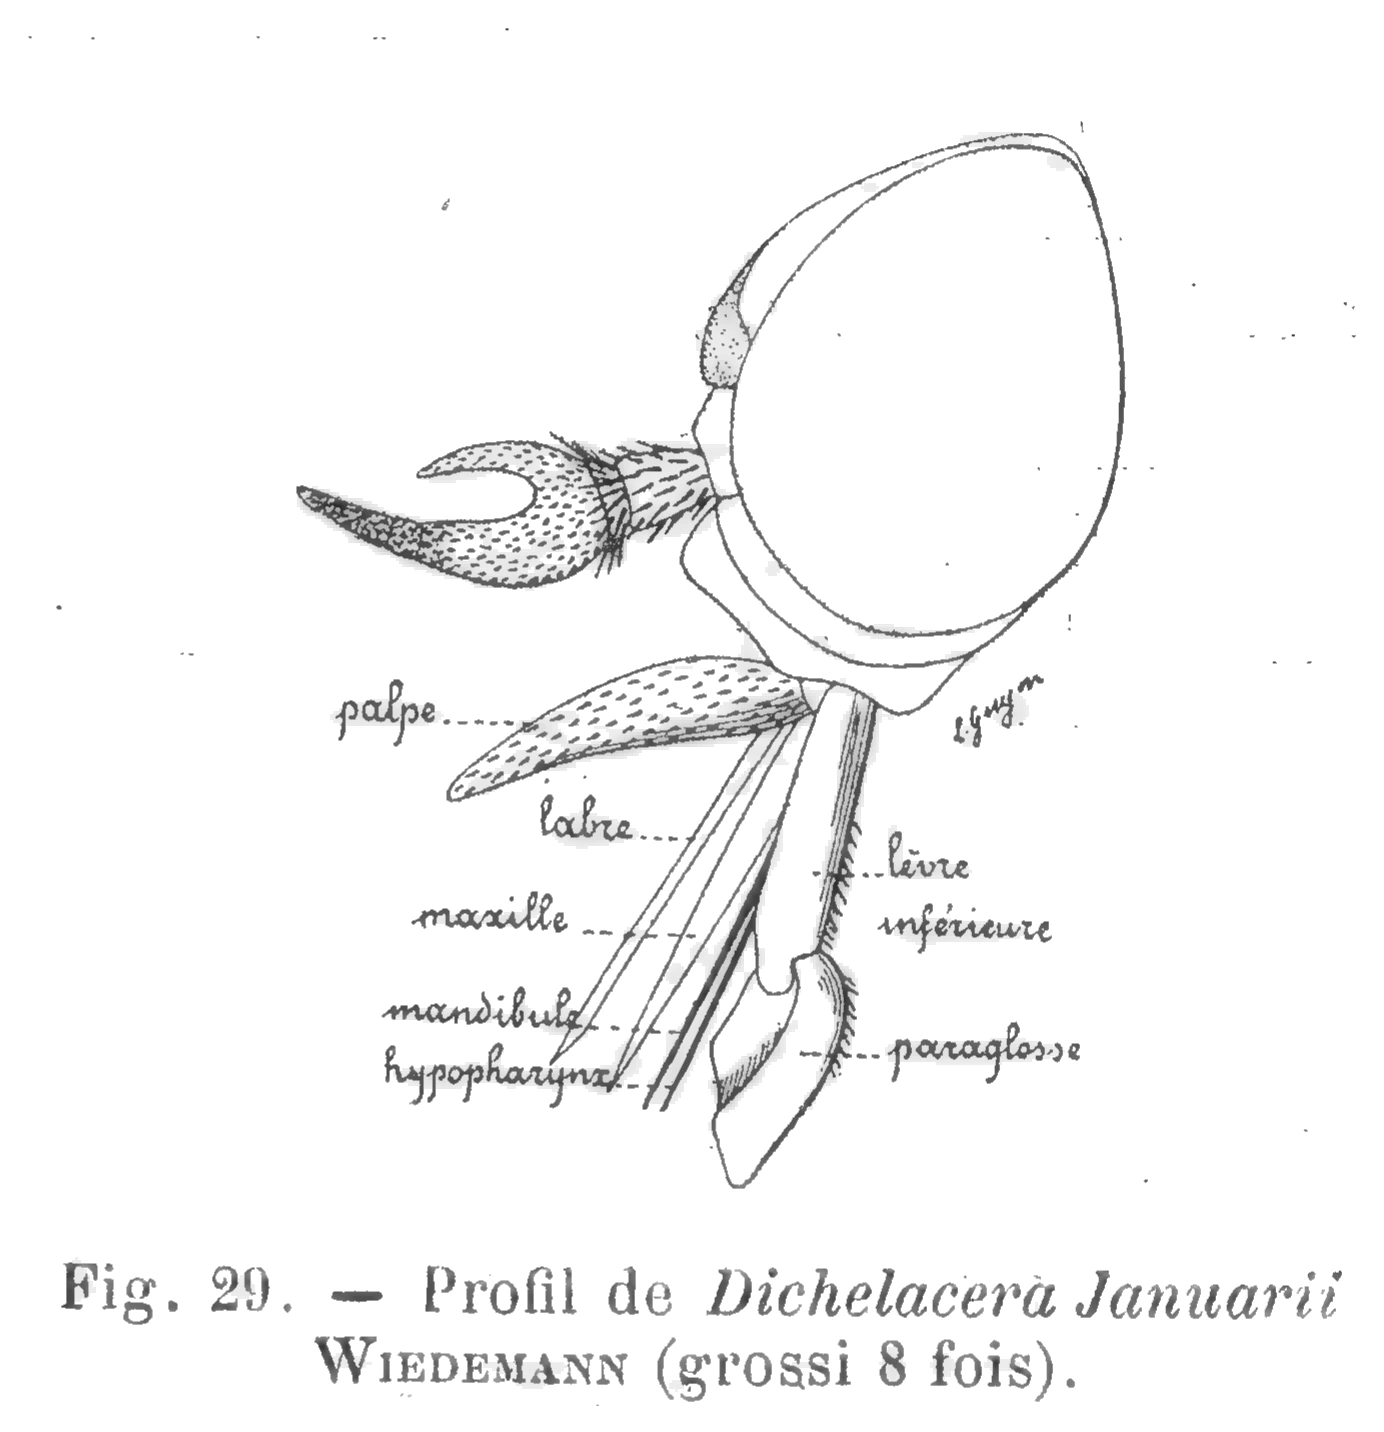 palpe
labre
maxille
mandibule
hypopharynx
lèvre
inférieure
paraglosse
Fig. 29. — Profil de Dichelacera Januarii
WIEDEMANN (grossi 8 fois).